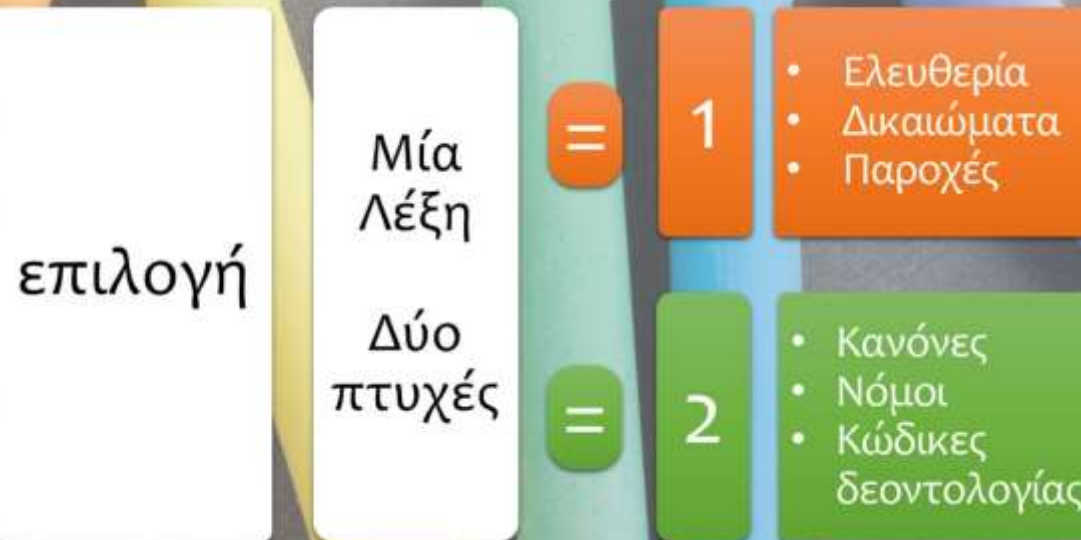 επιλογή
Μία
Λέξη
Δύο
πτυχές
=
1
• Ελευθερία
• Δικαιώματα
• Παροχές
=
2
• Κανόνες
• Νόμοι
• Κώδικες
δεοντολογίας